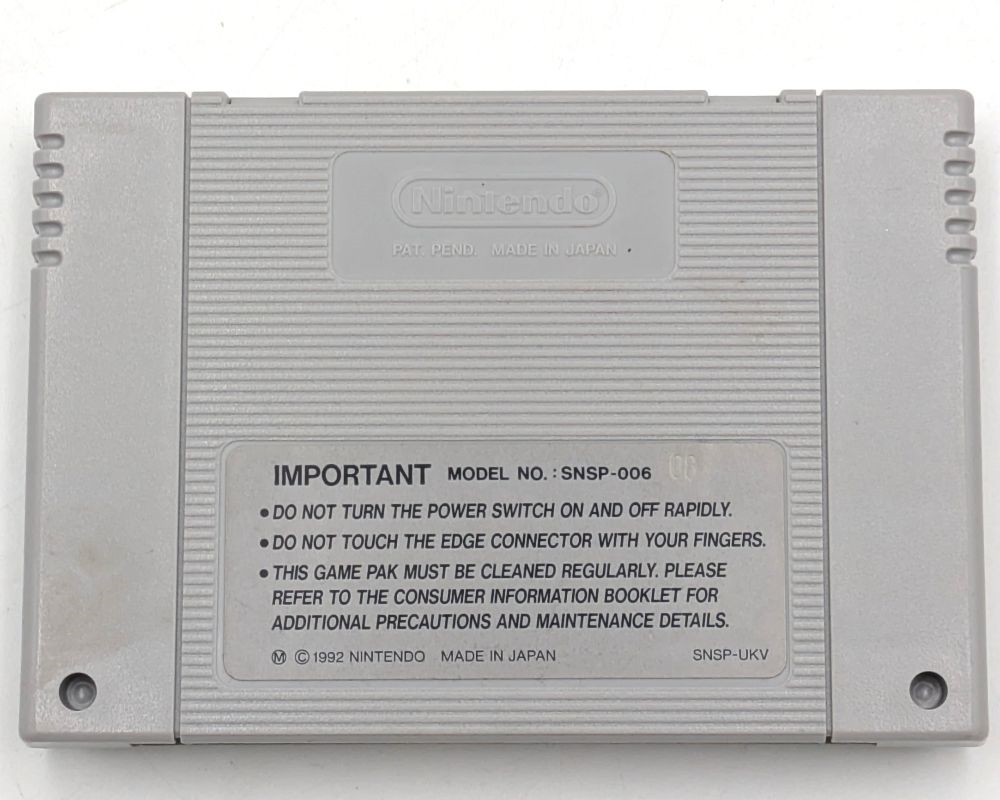 Nintendo®
PAT. PEND. MADE IN JAPAN
IMPORTANT MODEL NO. : SNSP-006 06
• DO NOT TURN THE POWER SWITCH ON AND OFF RAPIDLY.
• DO NOT TOUCH THE EDGE CONNECTOR WITH YOUR FINGERS.
• THIS GAME PAK MUST BE CLEANED REGULARLY. PLEASE
REFER TO THE CONSUMER INFORMATION BOOKLET FOR
ADDITIONAL PRECAUTIONS AND MAINTENANCE DETAILS.
Ⓜ © 1992 NINTENDO MADE IN JAPAN SNSP-UKV